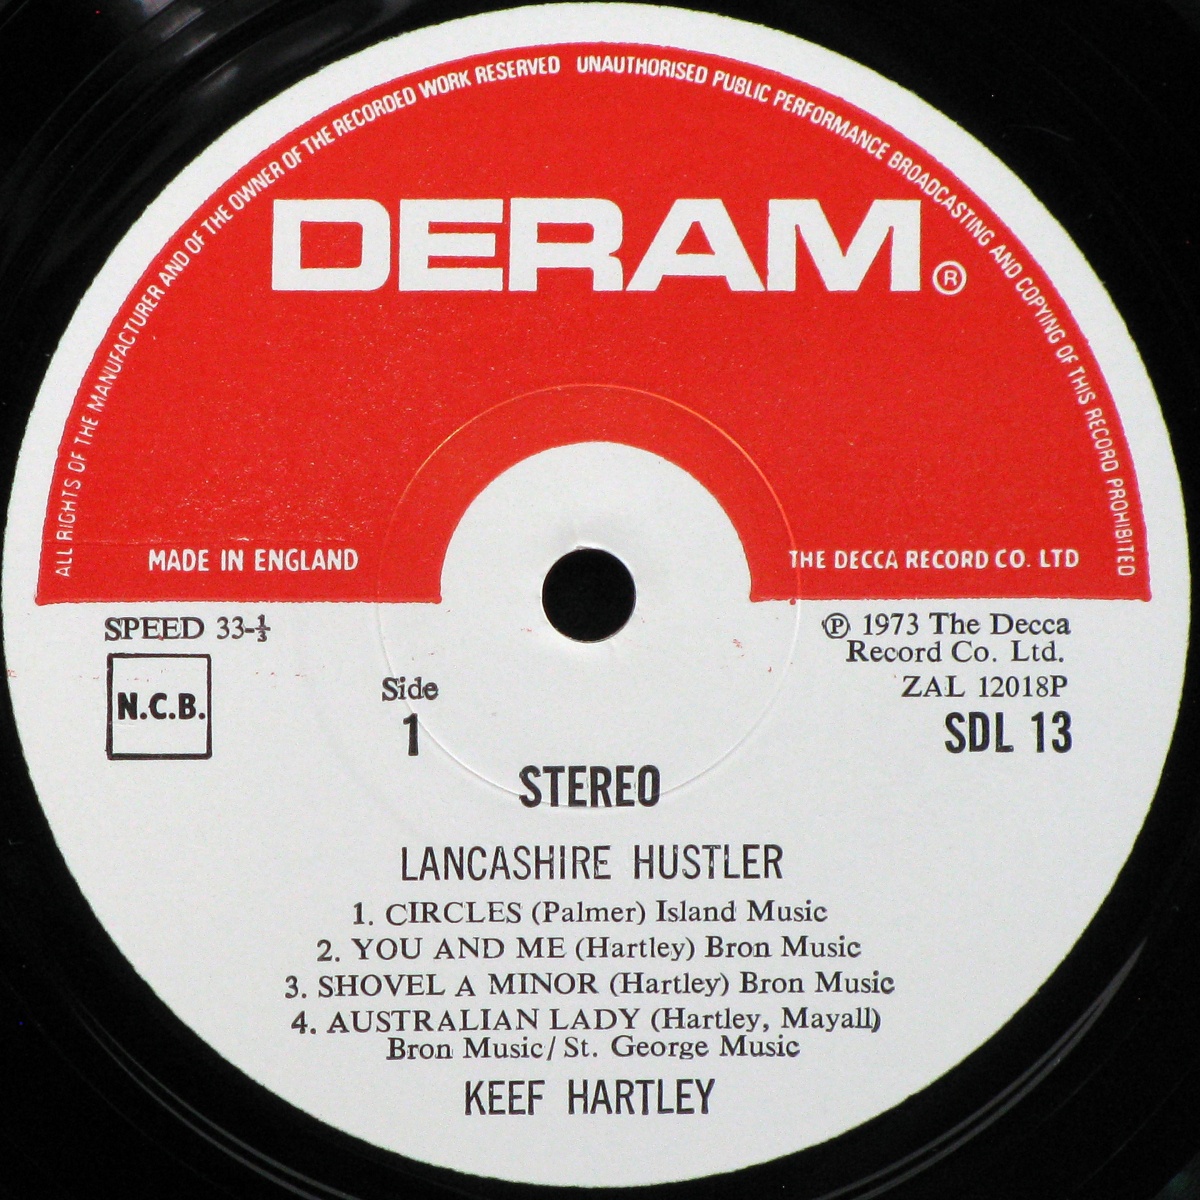 ALL RIGHTS OF THE MANUFACTURER AND OF THE OWNER OF THE RECORDED WORK RESERVED UNAUTHORISED PUBLIC PERFORMANCE BROADCASTING AND COPYING OF THIS RECORD PROHIBITED
DERAM®
MADE IN ENGLAND
THE DECCA RECORD CO. LTD
SPEED 33-⅓
℗ 1973 The Decca
Record Co. Ltd.
N.C.B.
Side
1
ZAL 12018P
SDL 13
STEREO
LANCASHIRE HUSTLER
1. CIRCLES (Palmer) Island Music
2. YOU AND ME (Hartley) Bron Music
3. SHOVEL A MINOR (Hartley) Bron Music
4. AUSTRALIAN LADY (Hartley, Mayall)
Bron Music/St. George Music
KEEF HARTLEY